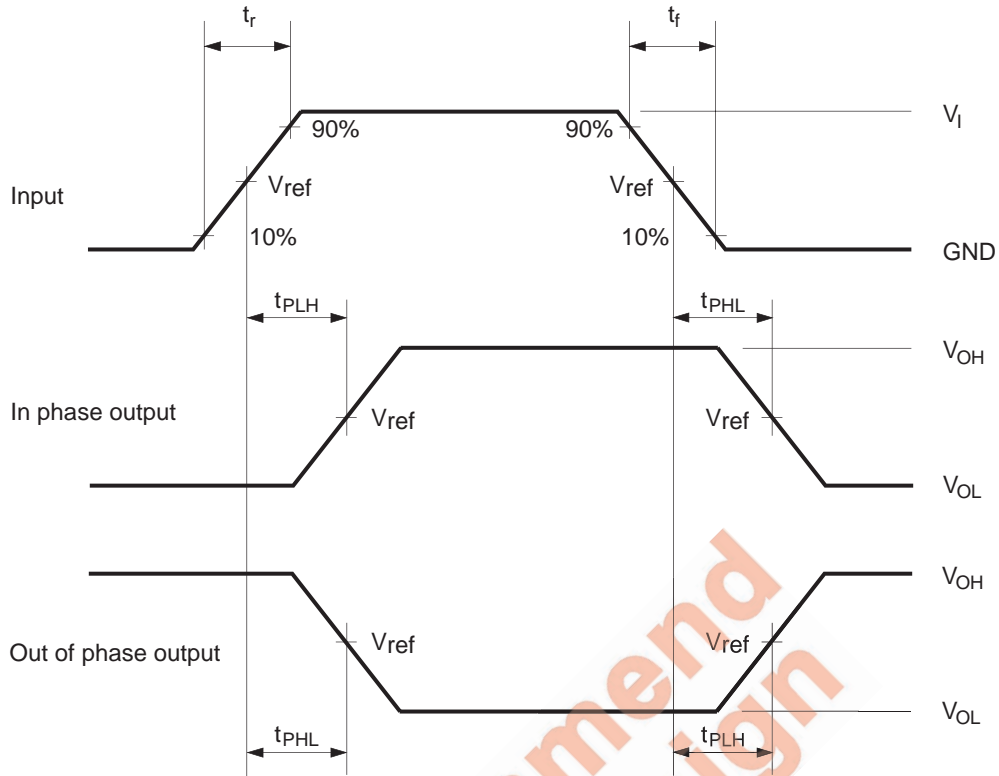 tr
tf
VI
90%
90%
Input
Vref
Vref
10%
10%
GND
tPLH
tPHL
VOH
In phase output
Vref
Vref
VOL
VOH
Out of phase output
Vref
Vref
VOL
tPHL
tPLH